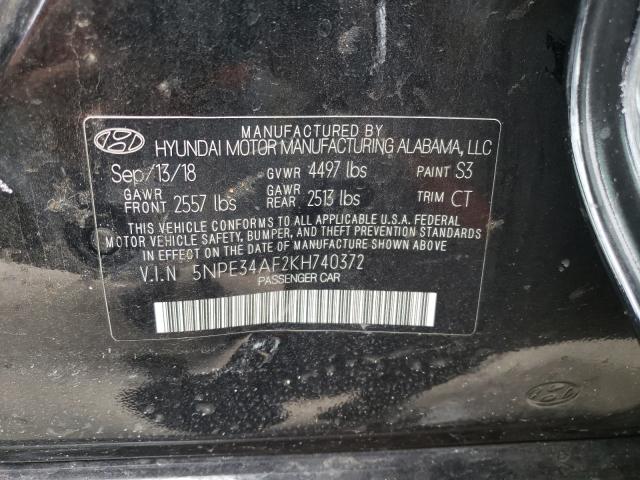 MANUFACTURED BY
HYUNDAI MOTOR MANUFACTURING ALABAMA, LLC
Sep/13/18 GVWR 4497 lbs PAINT S3
GAWR FRONT 2557 lbs GAWR REAR 2513 lbs TRIM CT
THIS VEHICLE CONFORMS TO ALL APPLICABLE U.S.A. FEDERAL
MOTOR VEHICLE SAFETY, BUMPER, AND THEFT PREVENTION
STANDARDS IN EFFECT ON THE DATE OF MANUFACTURE SHOWN ABOVE.
V.I.N 5NPE34AF2KH740372
PASSENGER CAR